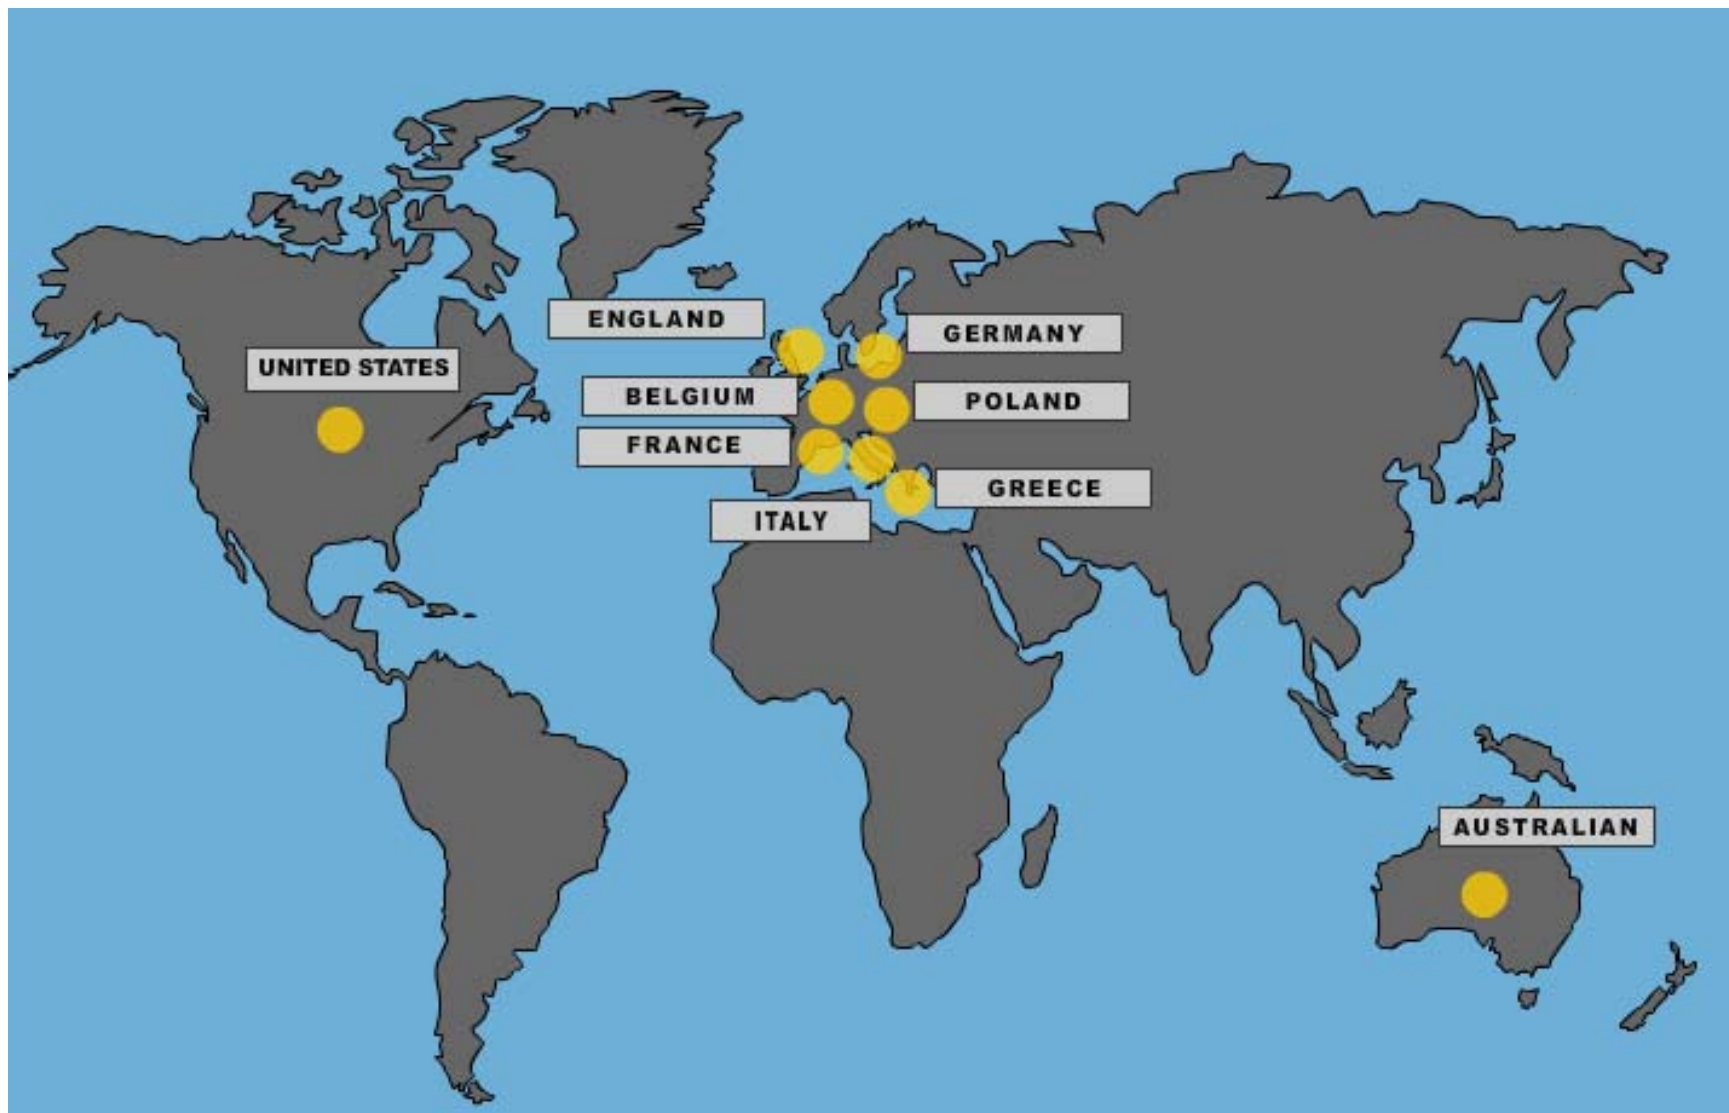 ENGLAND
GERMANY
UNITED STATES
BELGIUM
POLAND
FRANCE
GREECE
ITALY
AUSTRALIAN